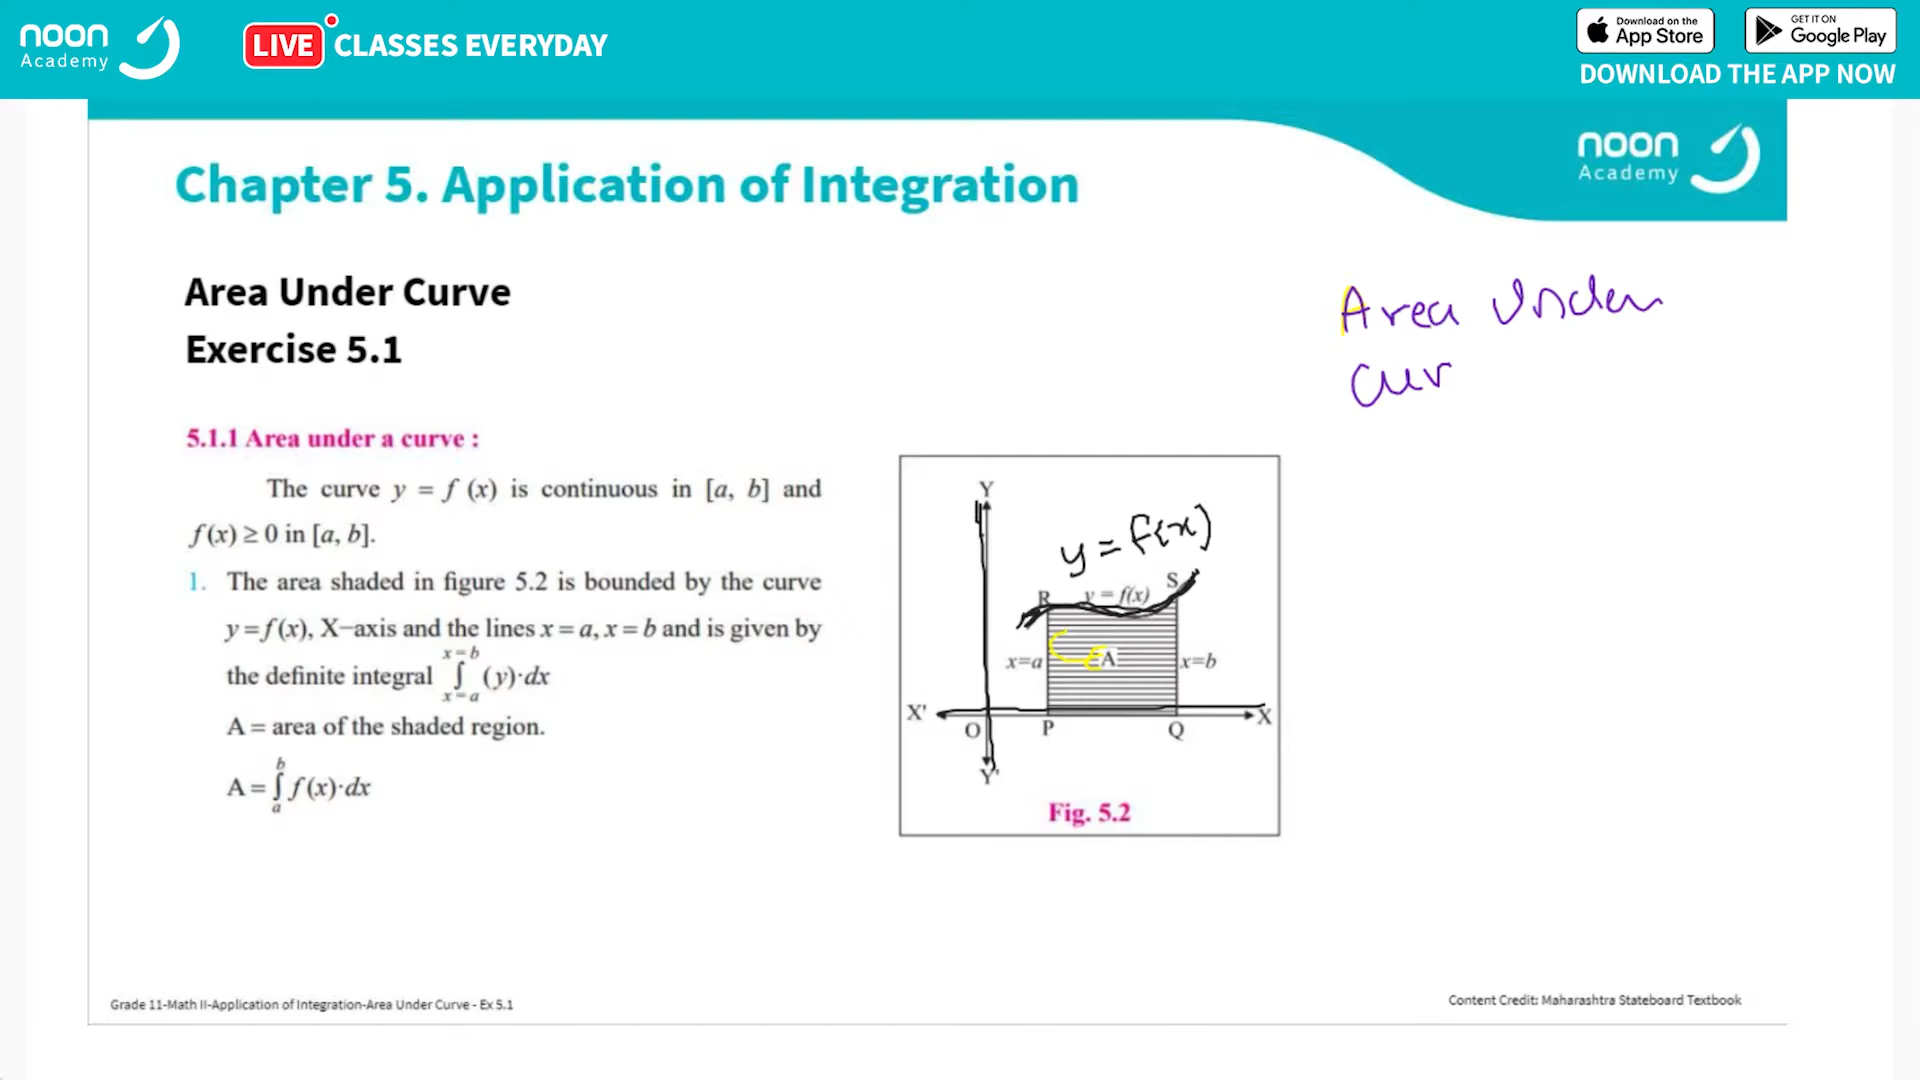 noon
Academy
LIVE CLASSES EVERYDAY
Download on the
App Store
GET IT ON
Google Play
DOWNLOAD THE APP NOW
noon
Academy
Chapter 5. Application of Integration
Area Under Curve
Exercise 5.1
Area Under
Cur
5.1.1 Area under a curve :
The curve y = f (x) is continuous in [a, b] and
f (x) ≥ 0 in [a, b].
1. The area shaded in figure 5.2 is bounded by the curve
y = f (x), X–axis and the lines x = a, x = b and is given by
the definite integral ∫ₓ₌ₐˣ⁼ᵇ (y)·dx
A = area of the shaded region.
A = ∫ₐᵇ f (x)·dx
Y
y = f(x)
R y = f(x) S
x=a A x=b
X' O P Q X
Y'
Fig. 5.2
Grade 11-Math II-Application of Integration-Area Under Curve - Ex 5.1
Content Credit: Maharashtra Stateboard Textbook